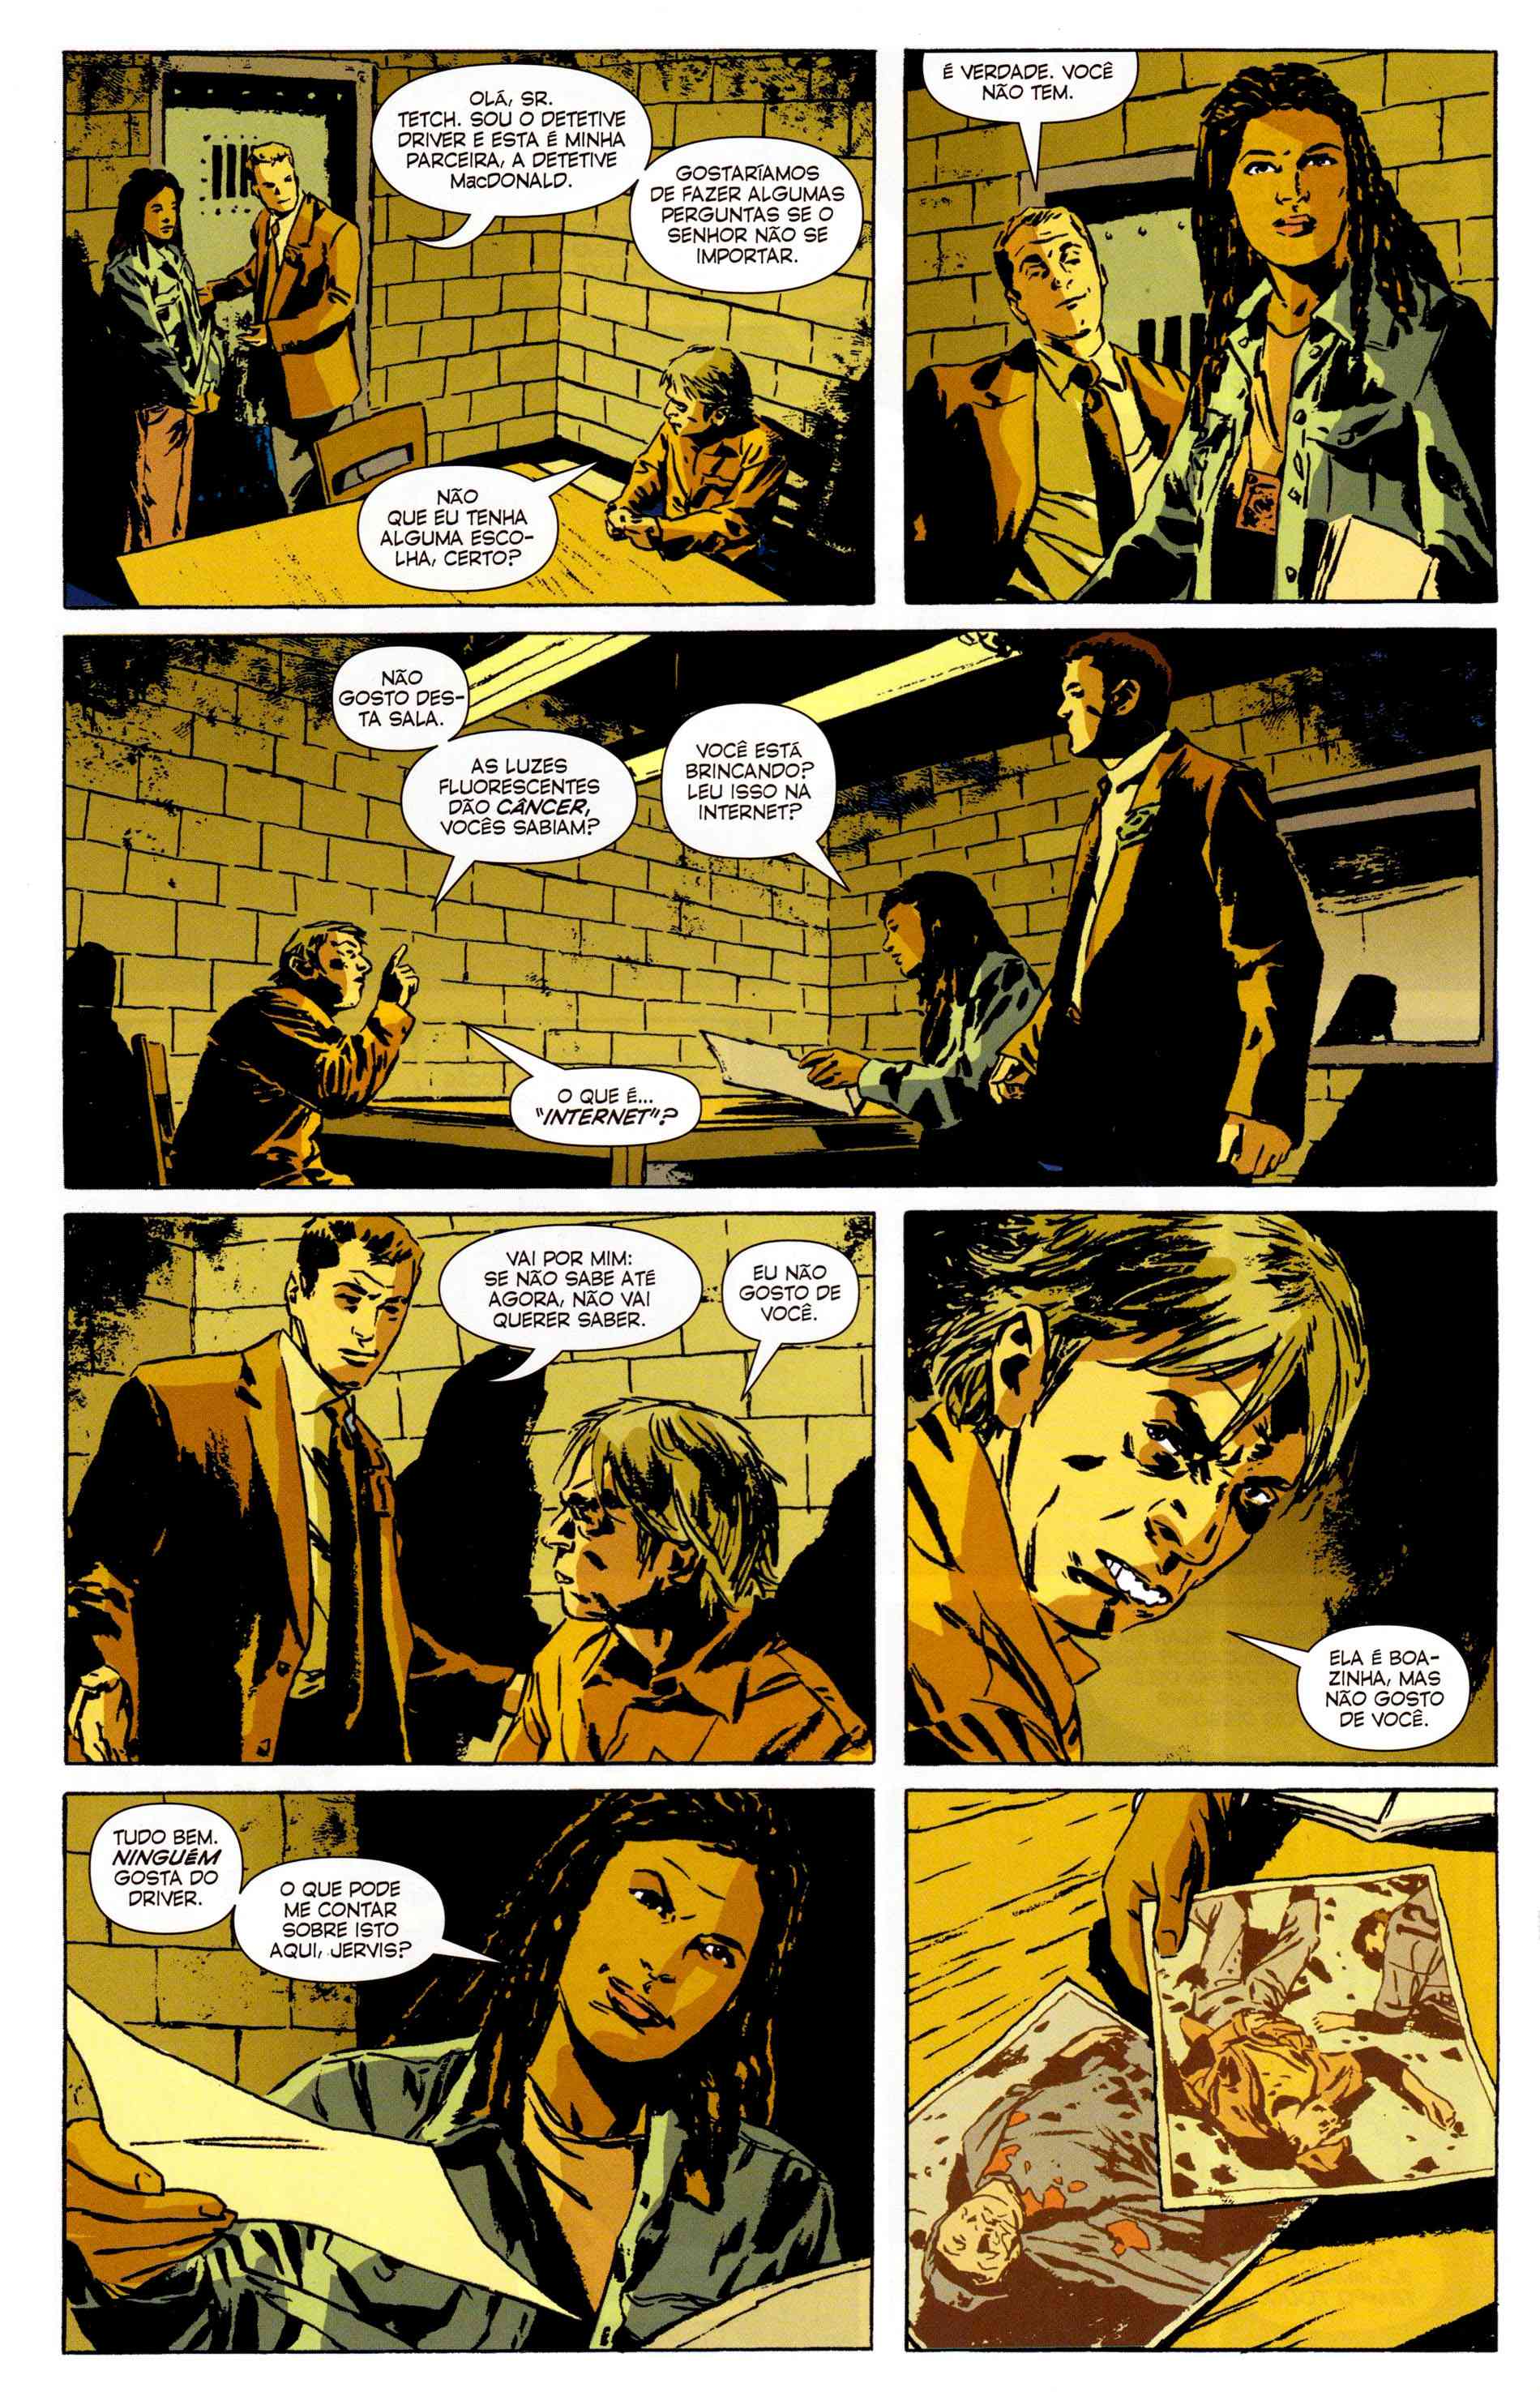 OLÁ, SR.
TETCH. SOU O DETETIVE
DRIVER E ESTA É MINHA
PARCEIRA, A DETETIVE
MacDONALD.
GOSTARÍAMOS
DE FAZER ALGUMAS
PERGUNTAS SE O
SENHOR NÃO SE
IMPORTAR.
NÃO
QUE EU TENHA
ALGUMA ESCO-
LHA, CERTO?
É VERDADE. VOCÊ
NÃO TEM.
NÃO
GOSTO DES-
TA SALA.
AS LUZES
FLUORESCENTES
DÃO CÂNCER,
VOCÊS SABIAM?
VOCÊ ESTÁ
BRINCANDO?
LEU ISSO NA
INTERNET?
O QUE É...
"INTERNET"?
VAI POR MIM:
SE NÃO SABE ATÉ
AGORA, NÃO VAI
QUERER SABER.
EU NÃO
GOSTO DE
VOCÊ.
ELA É BOA-
ZINHA, MAS
NÃO GOSTO
DE VOCÊ.
TUDO BEM.
NINGUÉM
GOSTA DO
DRIVER.
O QUE PODE
ME CONTAR
SOBRE ISTO
AQUI, JERVIS?
12